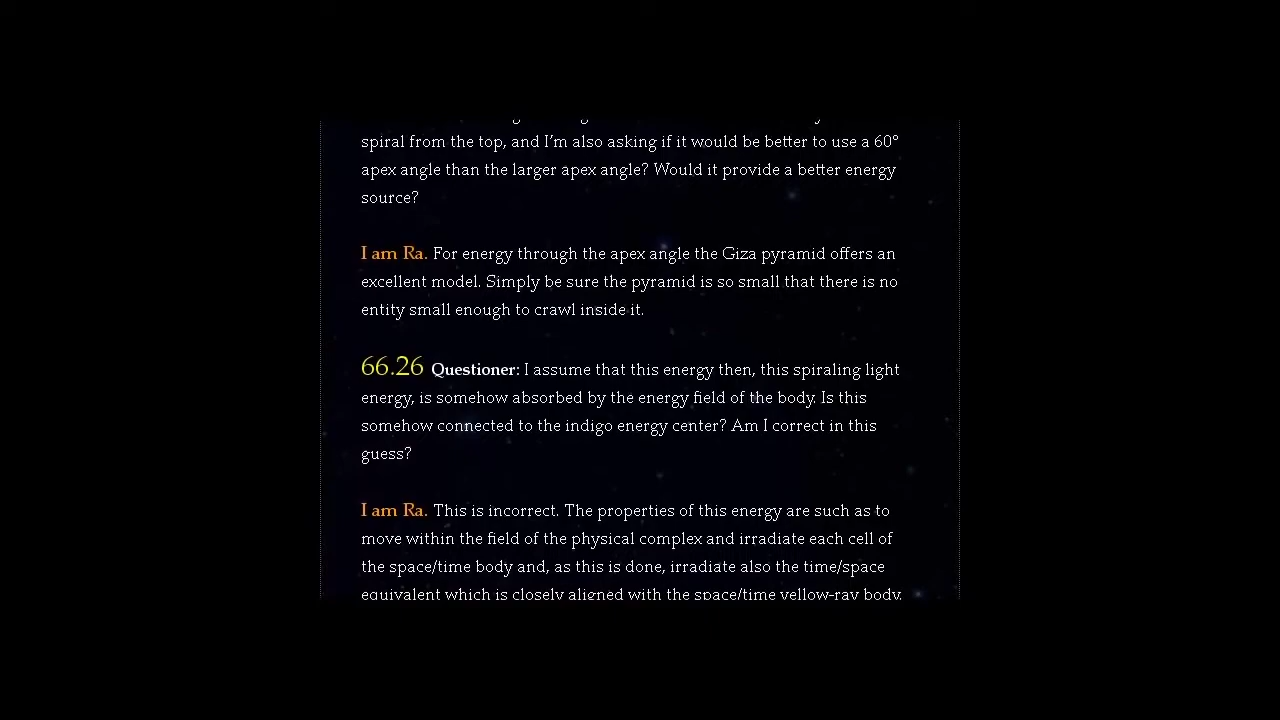 spiral from the top, and I'm also asking if it would be better to use a 60°
apex angle than the larger apex angle? Would it provide a better energy
source?
I am Ra. For energy through the apex angle the Giza pyramid offers an
excellent model. Simply be sure the pyramid is so small that there is no
entity small enough to crawl inside it.
66.26 Questioner: I assume that this energy then, this spiraling light
energy, is somehow absorbed by the energy field of the body. Is this
somehow connected to the indigo energy center? Am I correct in this
guess?
I am Ra. This is incorrect. The properties of this energy are such as to
move within the field of the physical complex and irradiate each cell of
the space/time body and, as this is done, irradiate also the time/space
equivalent which is closely aligned with the space/time yellow-ray body.